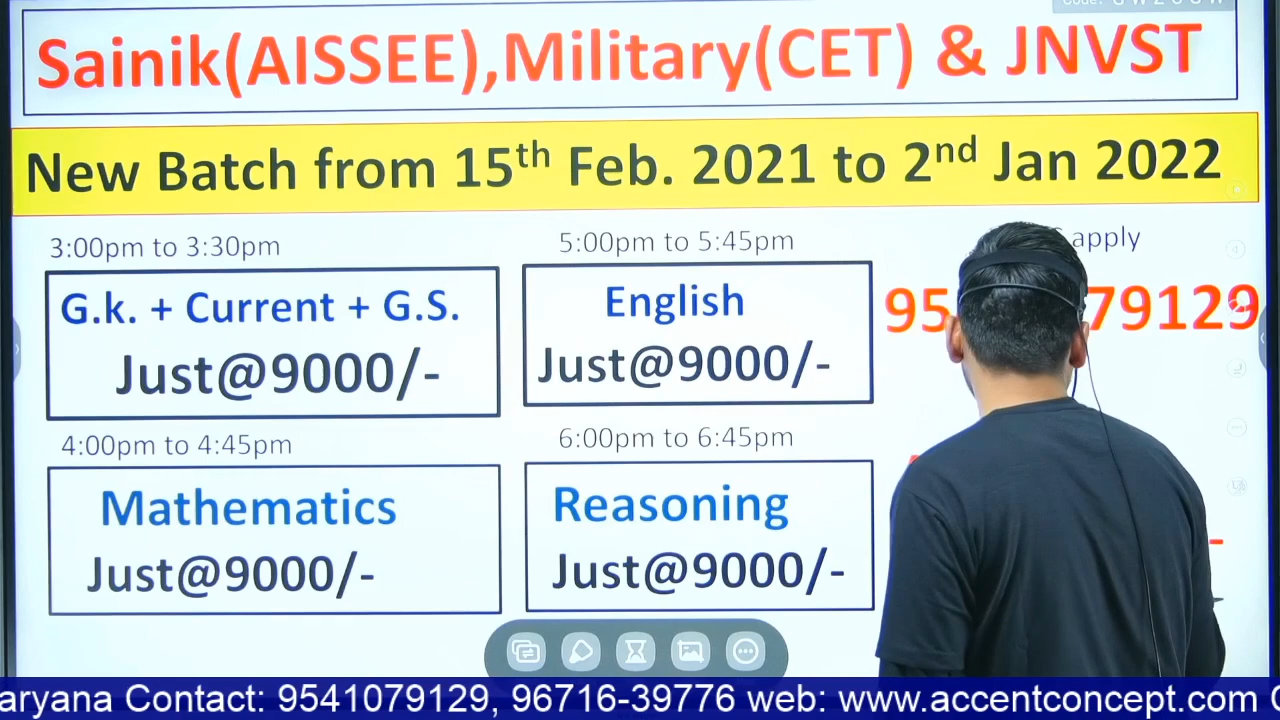 Sainik(AISSEE),Military(CET) & JNVST
New Batch from 15th Feb. 2021 to 2nd Jan 2022
3:00pm to 3:30pm
G.k. + Current + G.S.
Just@9000/-
5:00pm to 5:45pm
English
Just@9000/-
4:00pm to 4:45pm
Mathematics
Just@9000/-
6:00pm to 6:45pm
Reasoning
Just@9000/-
apply
95 79129
aryana Contact: 9541079129, 96716-39776 web: www.accentconcept.com